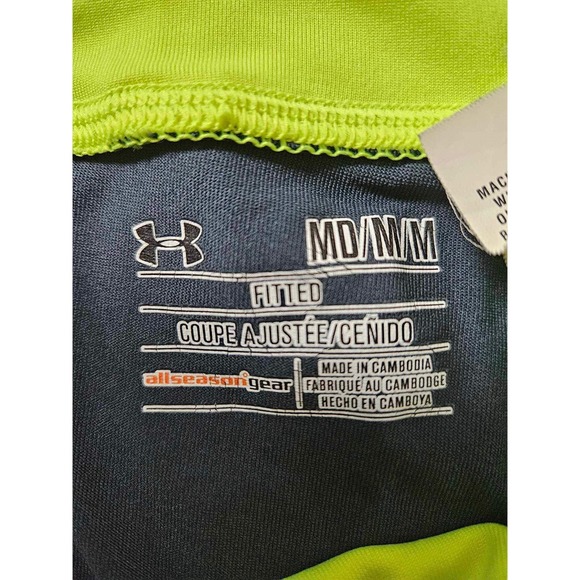 MD/M/M
FITTED
COUPE AJUSTÉE/CEÑIDO
allseasongear
MADE IN CAMBODIA
FABRIQUÉ AU CAMBODGE
HECHO EN CAMBOYA